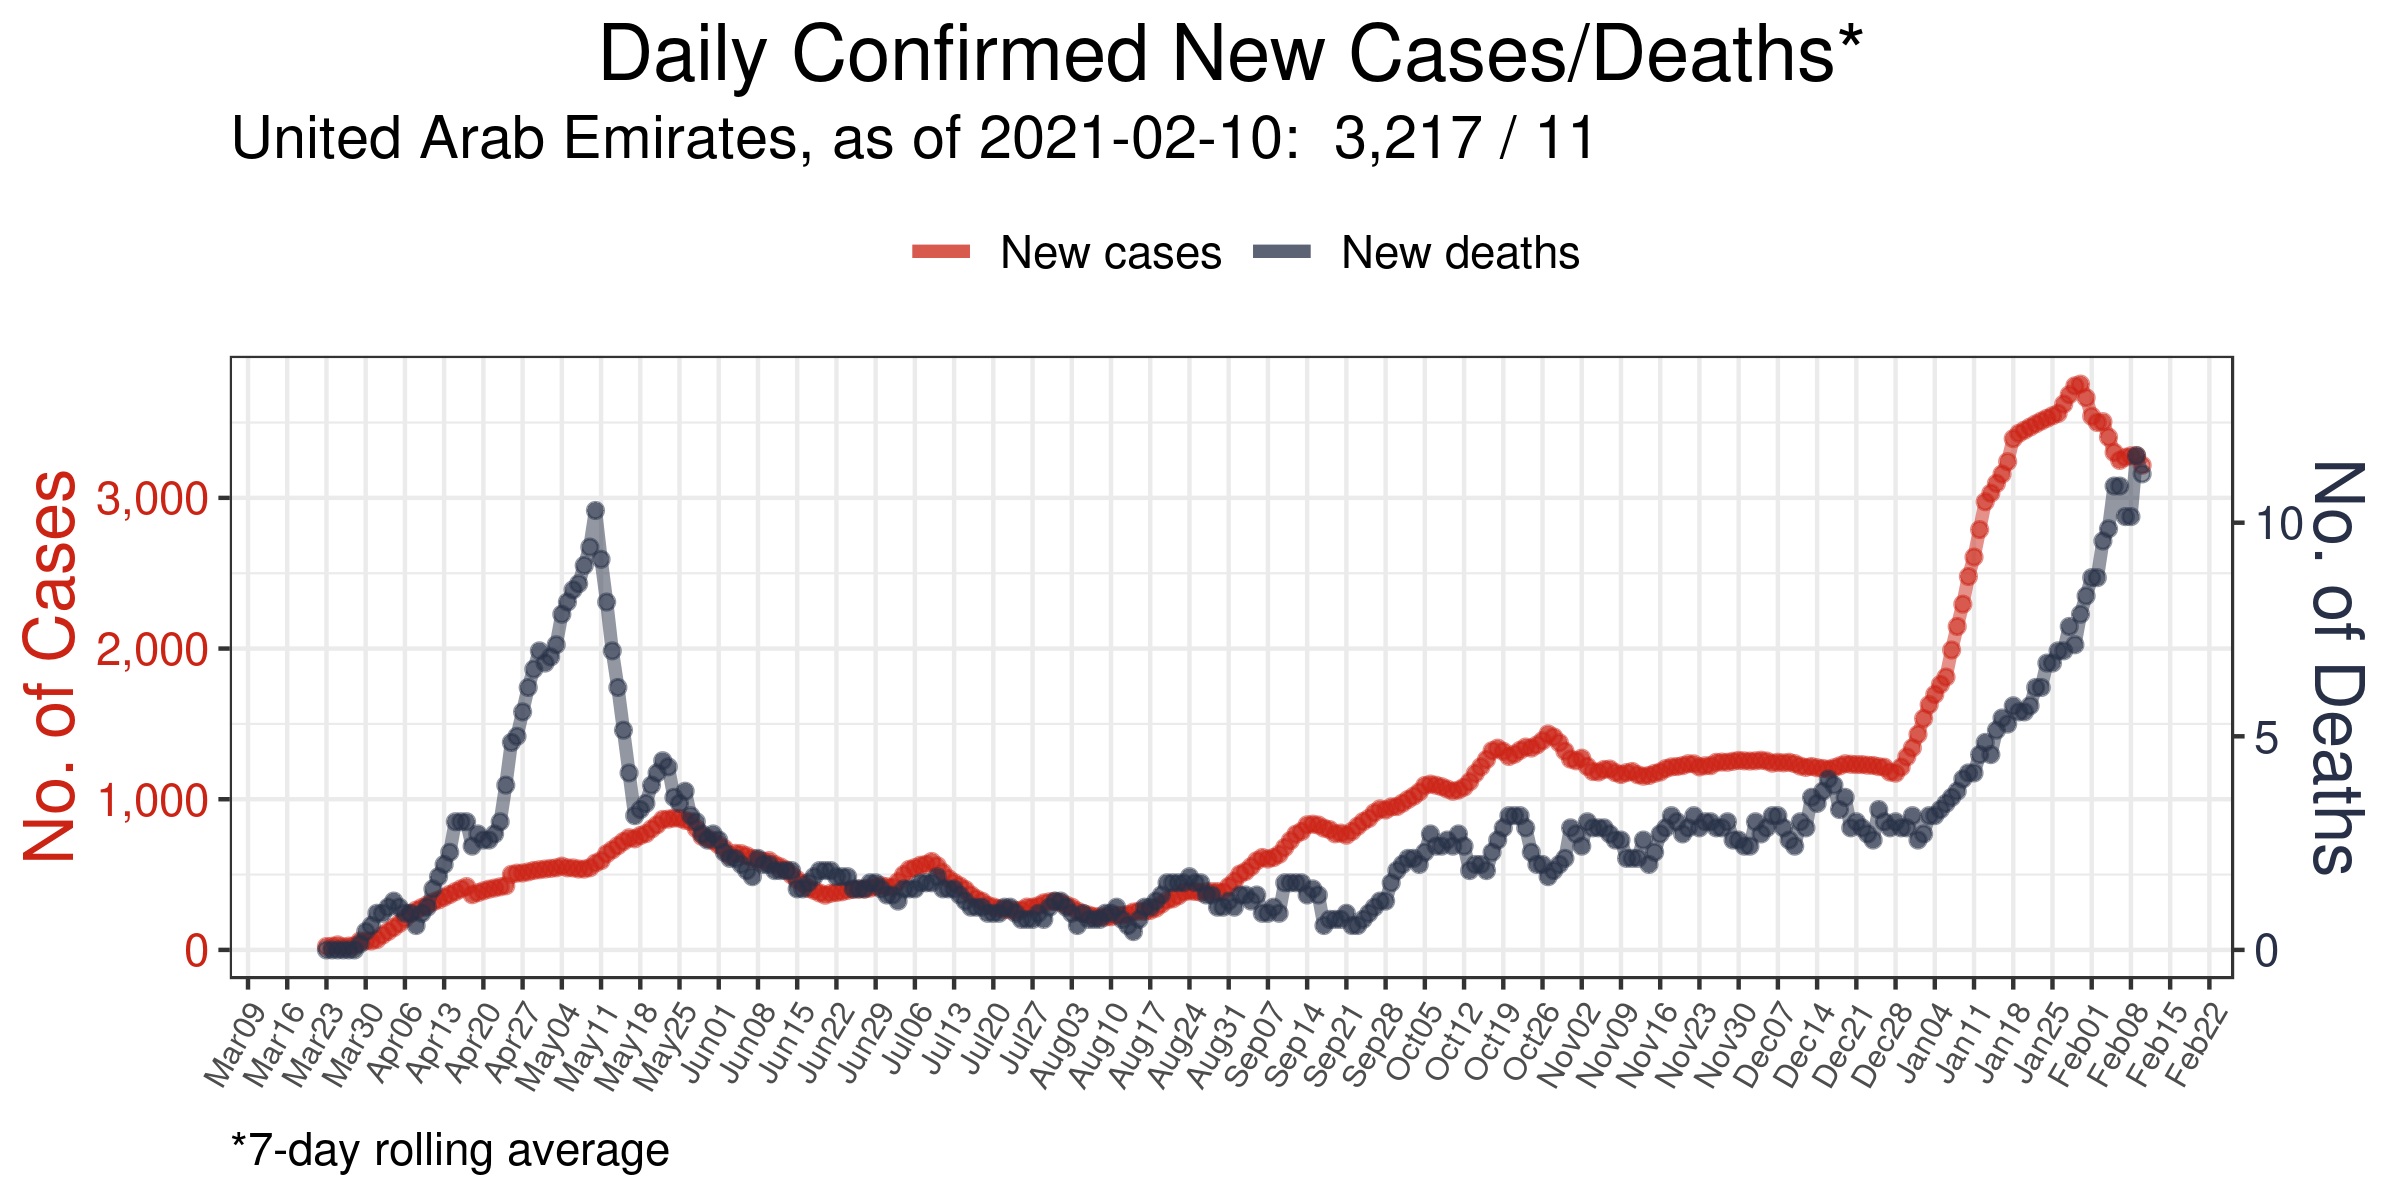 Daily Confirmed New Cases/Deaths*
United Arab Emirates, as of 2021-02-10:  3,217 / 11
New cases
New deaths
No. of Cases
3,000
2,000
1,000
0
10
5
0
No. of Deaths
Mar09
Mar16
Mar23
Mar30
Apr06
Apr13
Apr20
Apr27
May04
May11
May18
May25
Jun01
Jun08
Jun15
Jun22
Jun29
Jul06
Jul13
Jul20
Jul27
Aug03
Aug10
Aug17
Aug24
Aug31
Sep07
Sep14
Sep21
Sep28
Oct05
Oct12
Oct19
Oct26
Nov02
Nov09
Nov16
Nov23
Nov30
Dec07
Dec14
Dec21
Dec28
Jan04
Jan11
Jan18
Jan25
Feb01
Feb08
Feb15
Feb22
*7-day rolling average